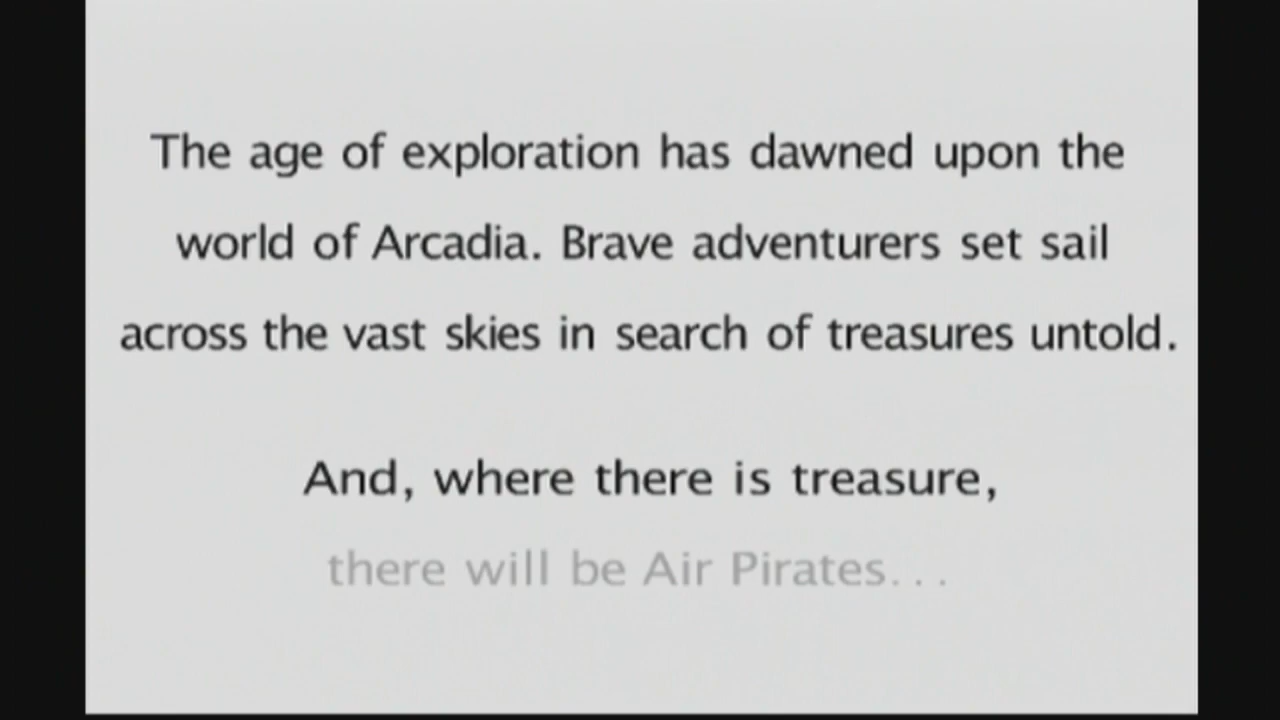 The age of exploration has dawned upon the
world of Arcadia. Brave adventurers set sail
across the vast skies in search of treasures untold.
And, where there is treasure,
there will be Air Pirates...